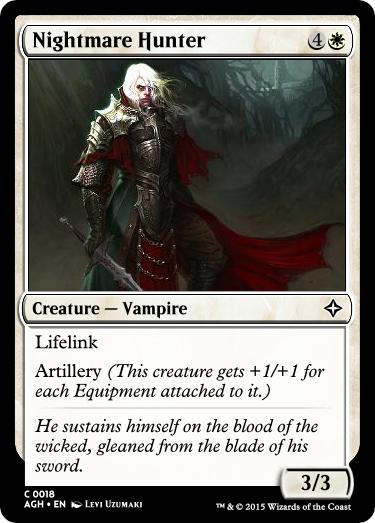 Nightmare Hunter 4
Creature — Vampire
Lifelink
Artillery (This creature gets +1/+1 for
each Equipment attached to it.)
He sustains himself on the blood of the
wicked, gleaned from the blade of his
sword.
3/3
C 0018
AGH • EN Levi Uzumaki
™ & © 2015 Wizards of the Coast